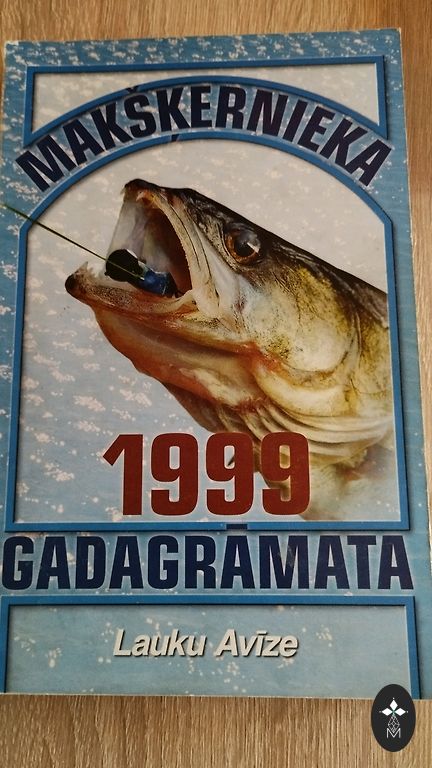 MAKŠĶERNIEKA
1999
GADAGRĀMATA
Lauku Avīze
M